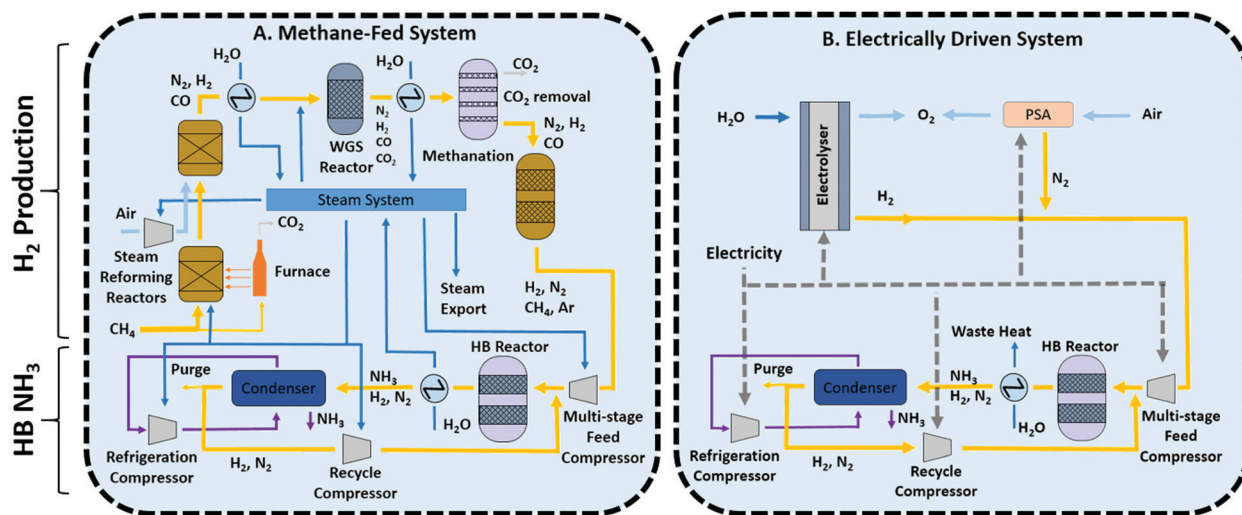 A. Methane-Fed System
H₂O
N₂, H₂
CO
WGS
Reactor
N₂
H₂
CO
CO₂
H₂O
CO₂
CO₂ removal
Methanation
N₂, H₂
CO
Steam System
Air
Steam
Reforming
Reactors
CO₂
Furnace
CH₄
Steam
Export
H₂, N₂
CH₄, Ar
H₂ Production
HB NH₃
Purge
Condenser
NH₃
Refrigeration
Compressor
H₂, N₂
NH₃
H₂, N₂
H₂O
HB Reactor
Recycle
Compressor
Multi-stage
Feed
Compressor
B. Electrically Driven System
H₂O
Electrolyser
O₂
PSA
Air
N₂
H₂
Electricity
Waste Heat
HB Reactor
Purge
Condenser
NH₃
H₂, N₂
NH₃
H₂O
Refrigeration
Compressor
H₂, N₂
Recycle
Compressor
Multi-stage
Feed
Compressor